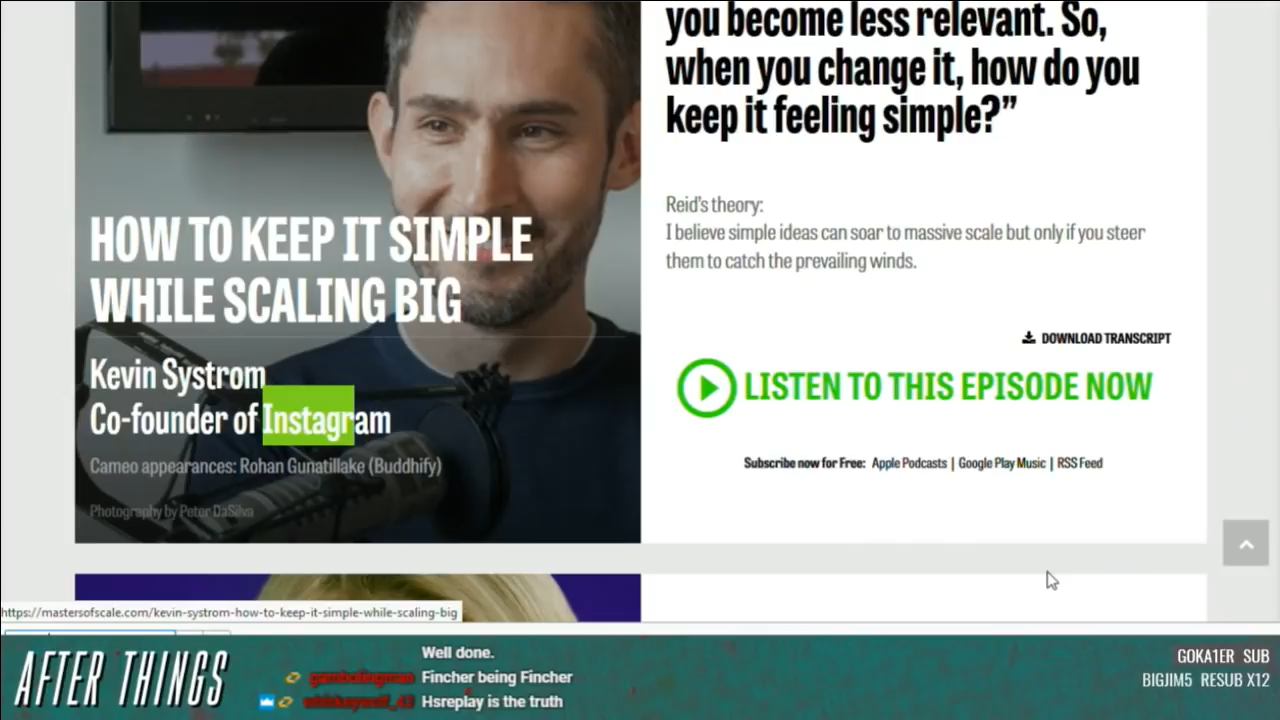 you become less relevant. So,
when you change it, how do you
keep it feeling simple?”
Reid's theory:
I believe simple ideas can soar to massive scale but only if you steer
them to catch the prevailing winds.
DOWNLOAD TRANSCRIPT
LISTEN TO THIS EPISODE NOW
Subscribe now for Free: Apple Podcasts | Google Play Music | RSS Feed
HOW TO KEEP IT SIMPLE
WHILE SCALING BIG
Kevin Systrom
Co-founder of Instagram
Cameo appearances: Rohan Gunatillake (Buddhify)
Photography by Peter DaSilva
https://mastersofscale.com/kevin-systrom-how-to-keep-it-simple-while-scaling-big
AFTER THINGS
Well done.
gambolingman Fincher being Fincher
Hsreplay is the truth
GOKA1ER SUB
BIGJIM5 RESUB X12